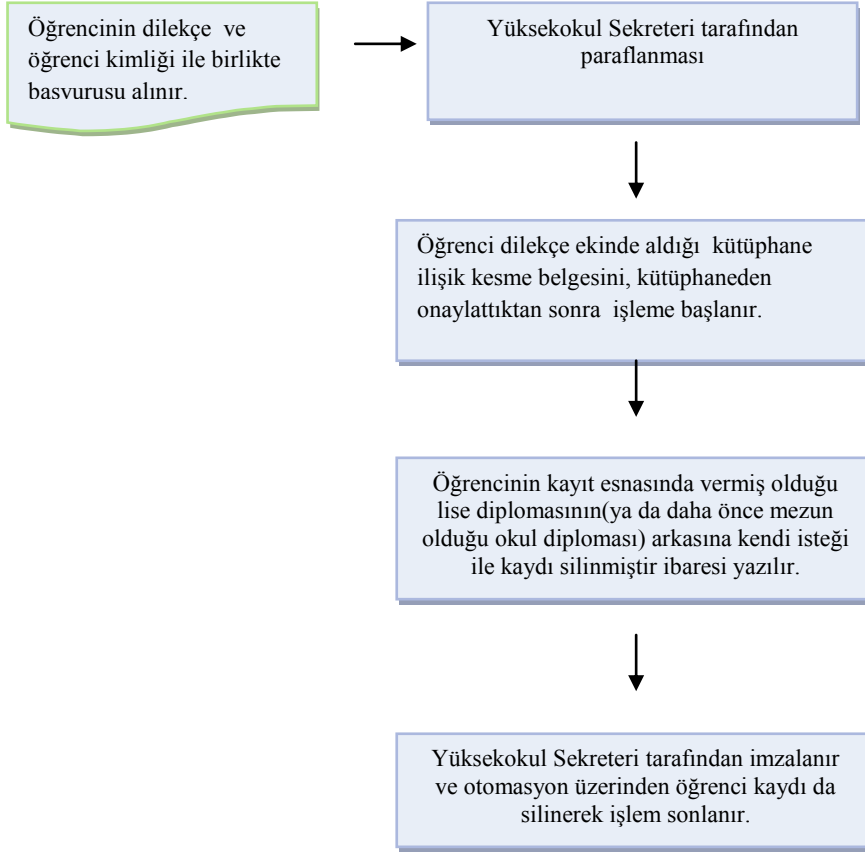 Öğrencinin dilekçe ve
öğrenci kimliği ile birlikte
basvurusu alınır.
Yüksekokul Sekreteri tarafından
paraflanması
Öğrenci dilekçe ekinde aldığı kütüphane
ilişik kesme belgesini, kütüphaneden
onaylattıktan sonra işleme başlanır.
Öğrencinin kayıt esnasında vermiş olduğu
lise diplomasının(ya da daha önce mezun
olduğu okul diploması) arkasına kendi isteği
ile kaydı silinmiştir ibaresi yazılır.
Yüksekokul Sekreteri tarafından imzalanır
ve otomasyon üzerinden öğrenci kaydı da
silinerek işlem sonlanır.